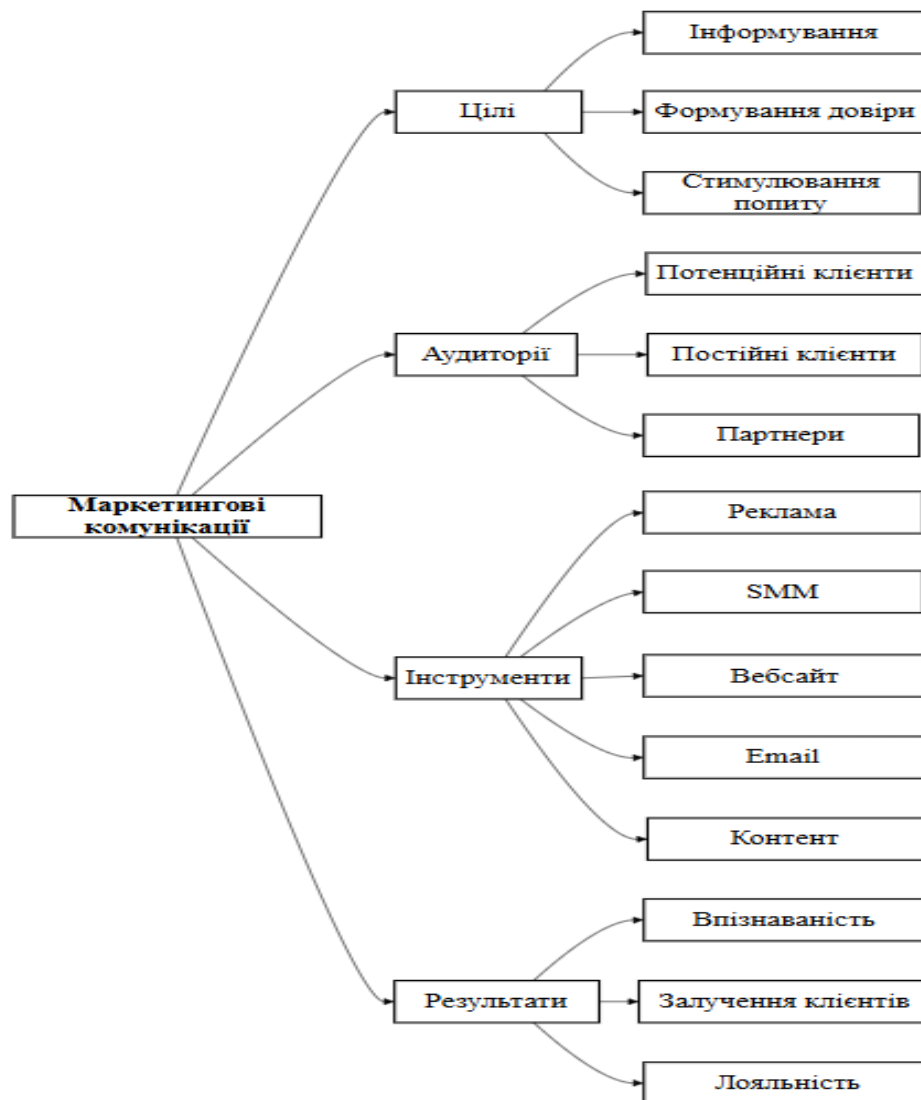 Інформування
Цілі
Формування довіри
Стимулювання
попиту
Потенційні клієнти
Аудиторії
Постійні клієнти
Партнери
Маркетингові
комунікації
Реклама
SMM
Інструменти
Вебсайт
Email
Контент
Впізнаваність
Результати
Залучення клієнтів
Лояльність